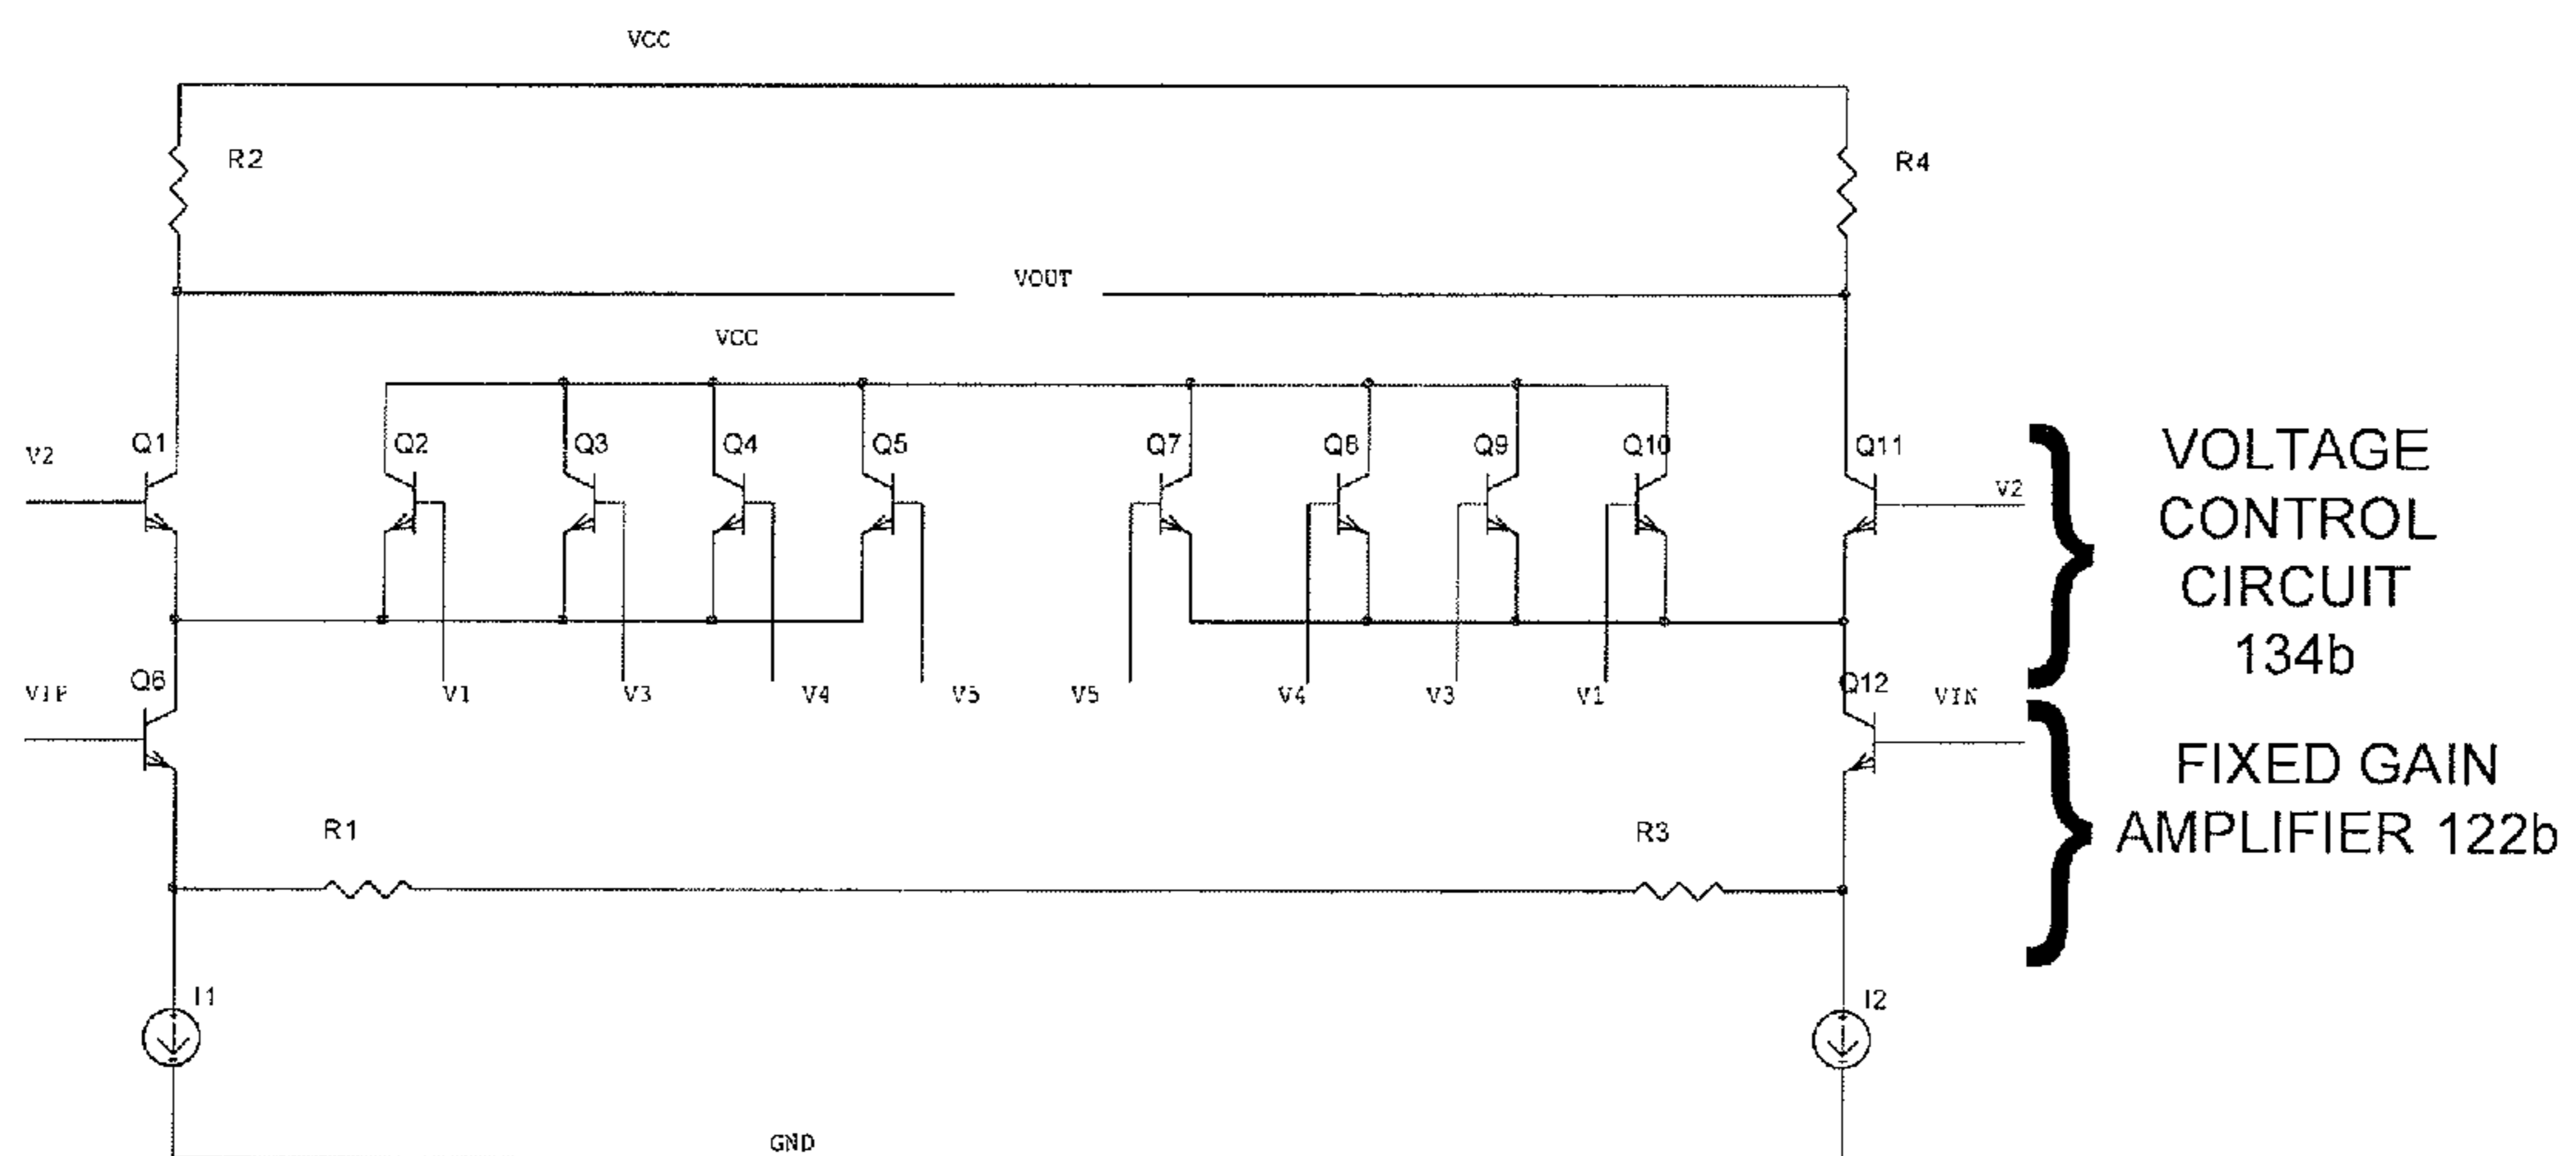 VCC
R2
R4
VOUT
VCC
Q1
Q2
Q3
Q4
Q5
Q7
Q8
Q9
Q10
Q11
V2
V2
VOLTAGE
CONTROL
CIRCUIT
134b
V1
V3
V4
V5
V5
V4
V3
V1
Q6
VIP
Q12
VIN
FIXED GAIN
AMPLIFIER 122b
R1
R3
I1
I2
GND